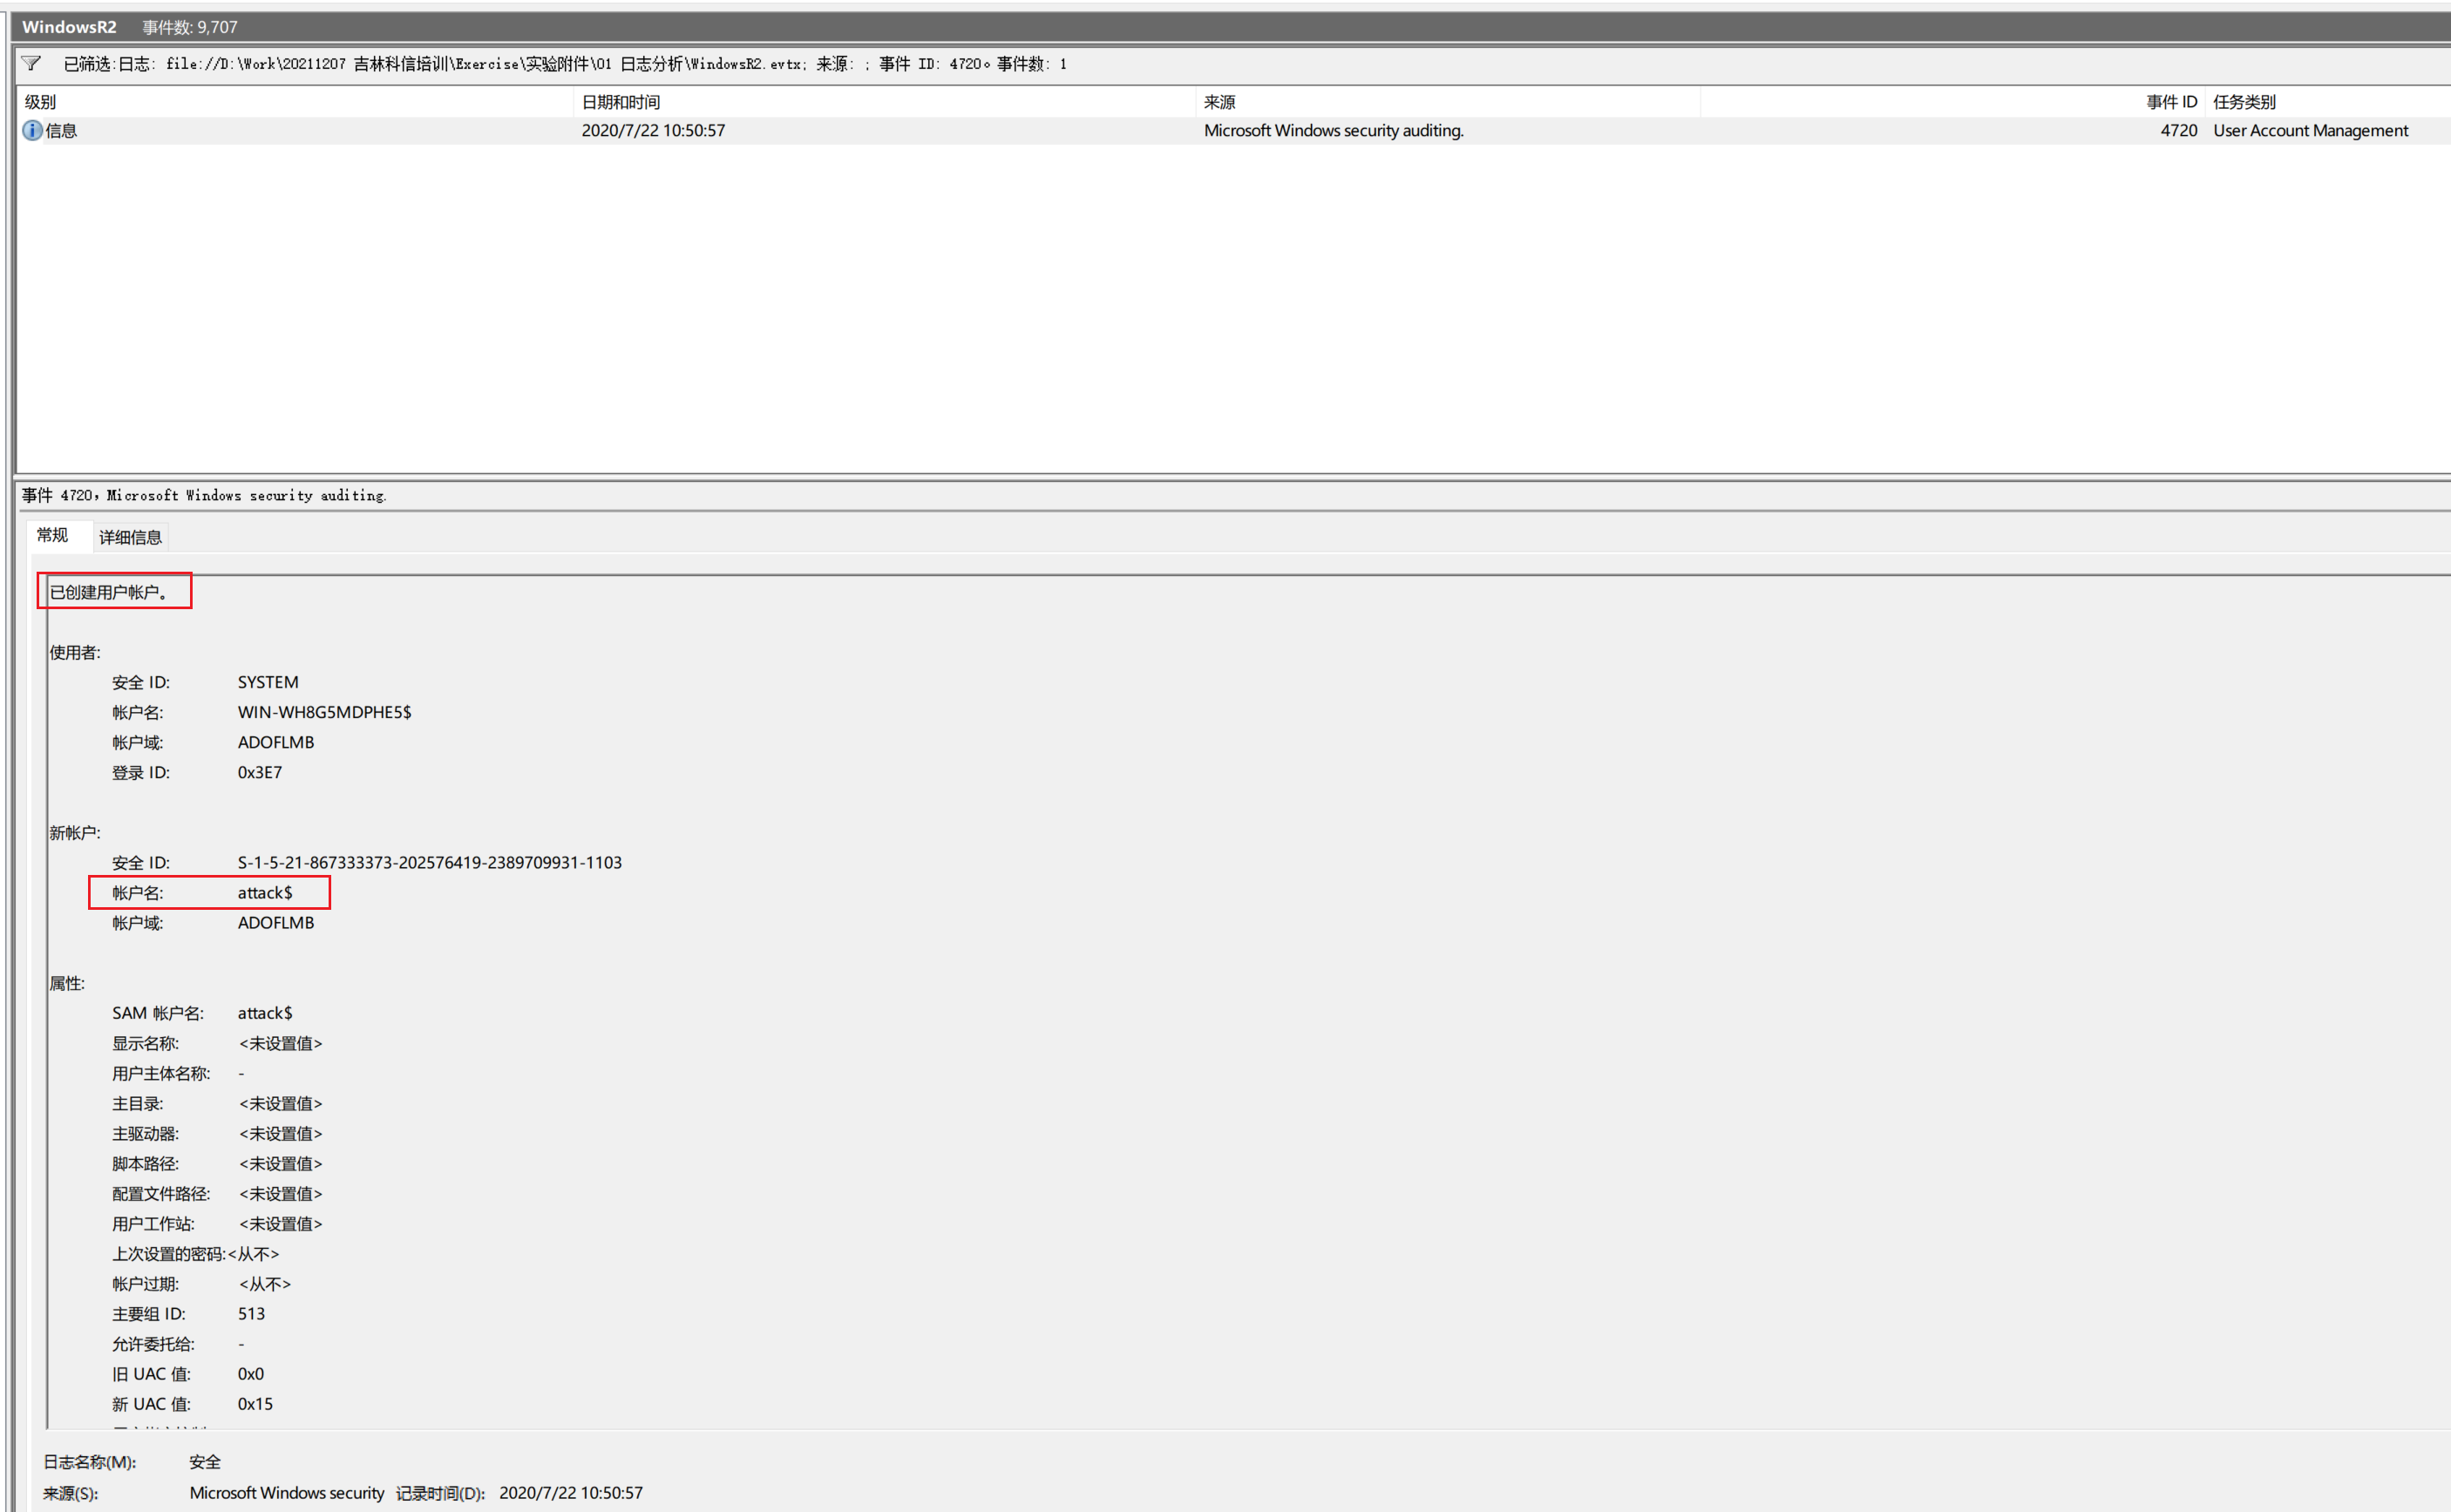 WindowsR2 事件数: 9,707
已筛选:日志: file://D:\Work\20211207 吉林科信培训\Exercise\实验附件\01 日志分析\WindowsR2.evtx; 来源: ; 事件 ID: 4720。事件数: 1
级别 日期和时间 来源 事件 ID 任务类别
信息 2020/7/22 10:50:57 Microsoft Windows security auditing. 4720 User Account Management
事件 4720，Microsoft Windows security auditing.
常规 详细信息
已创建用户帐户。
使用者:
安全 ID: SYSTEM
帐户名: WIN-WH8G5MDPHE5$
帐户域: ADOFLMB
登录 ID: 0x3E7
新帐户:
安全 ID: S-1-5-21-867333373-202576419-2389709931-1103
帐户名: attack$
帐户域: ADOFLMB
属性:
SAM 帐户名: attack$
显示名称: <未设置值>
用户主体名称: -
主目录: <未设置值>
主驱动器: <未设置值>
脚本路径: <未设置值>
配置文件路径: <未设置值>
用户工作站: <未设置值>
上次设置的密码:<从不>
帐户过期: <从不>
主要组 ID: 513
允许委托给: -
旧 UAC 值: 0x0
新 UAC 值: 0x15
日志名称(M): 安全
来源(S): Microsoft Windows security 记录时间(D): 2020/7/22 10:50:57